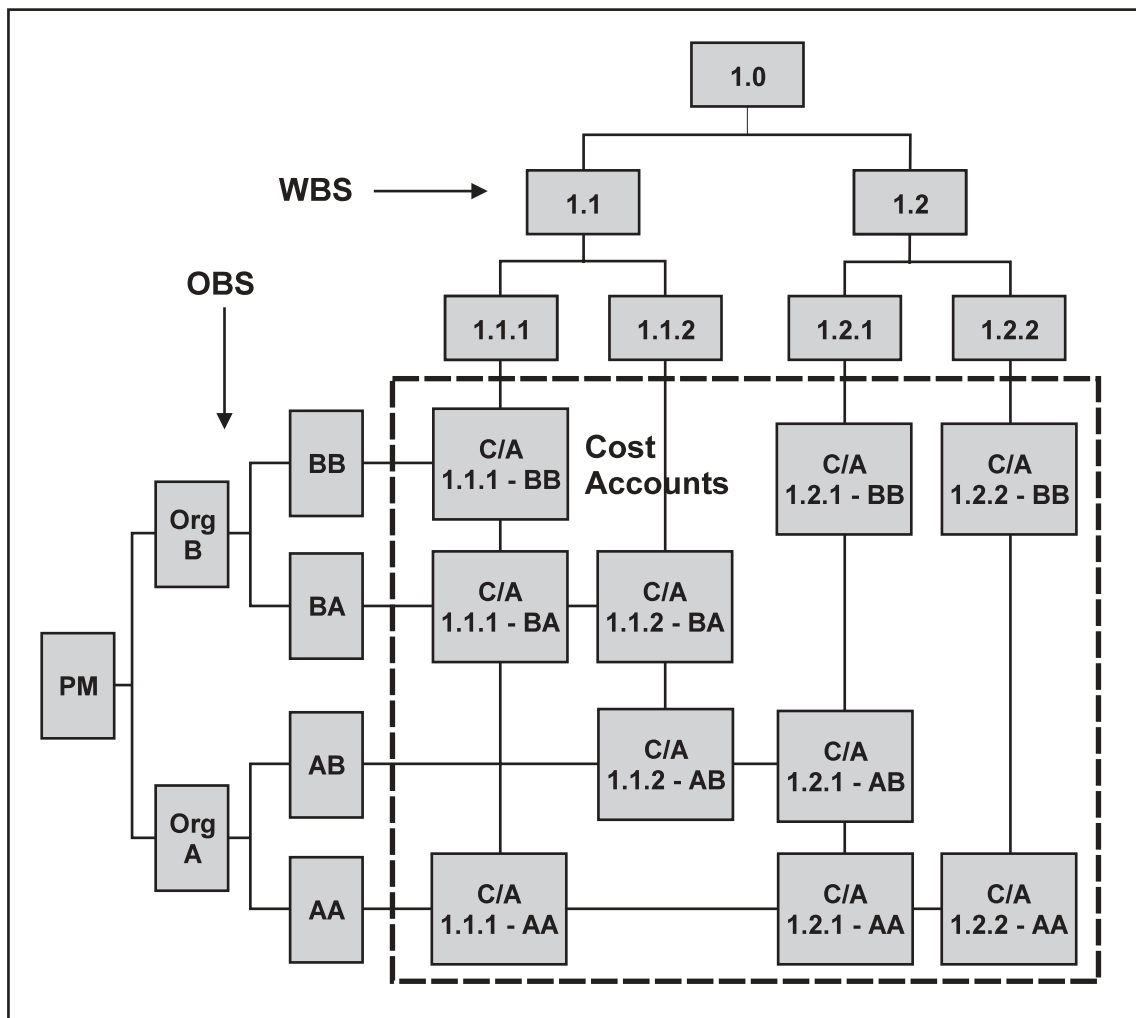 1.0
WBS
1.1
1.2
OBS
1.1.1
1.1.2
1.2.1
1.2.2
BB
C/A
1.1.1 - BB
Cost
Accounts
C/A
1.2.1 - BB
C/A
1.2.2 - BB
Org
B
BA
C/A
1.1.1 - BA
C/A
1.1.2 - BA
PM
AB
C/A
1.1.2 - AB
C/A
1.2.1 - AB
Org
A
AA
C/A
1.1.1 - AA
C/A
1.2.1 - AA
C/A
1.2.2 - AA